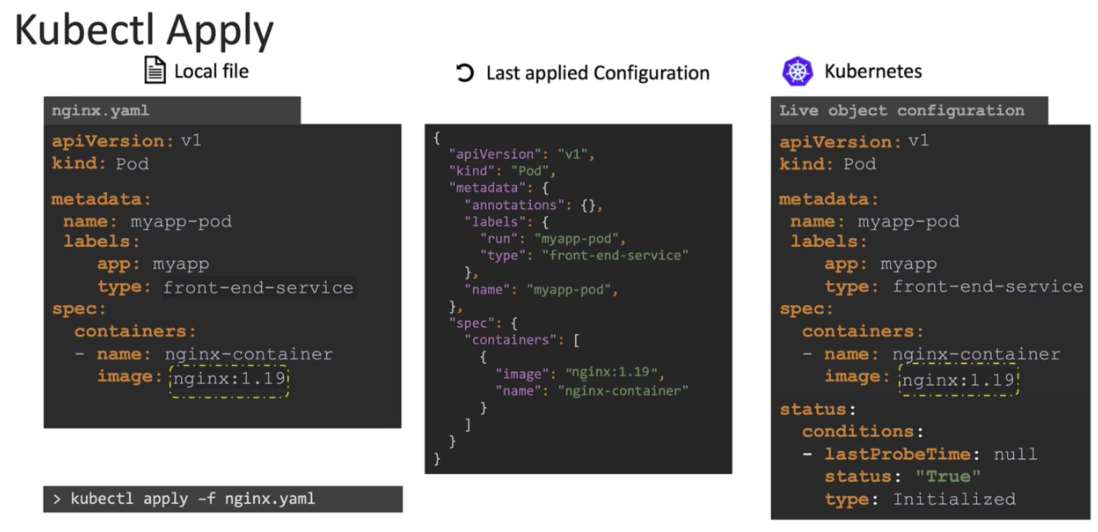 Kubectl Apply
Local file
nginx.yaml
apiVersion: v1
kind: Pod
metadata:
name: myapp-pod
labels:
app: myapp
type: front-end-service
spec:
containers:
- name: nginx-container
image: nginx:1.19
> kubectl apply –f nginx.yaml
Last applied Configuration
{
"apiVersion": "v1",
"kind": "Pod",
"metadata": {
"annotations": {},
"labels": {
"run": "myapp-pod",
"type": "front-end-service"
},
"name": "myapp-pod",
},
"spec": {
"containers": [
{
"image": "nginx:1.19",
"name": "nginx-container"
}
]
}
}
Kubernetes
Live object configuration
apiVersion: v1
kind: Pod
metadata:
name: myapp-pod
labels:
app: myapp
type: front-end-service
spec:
containers:
- name: nginx-container
image: nginx:1.19
status:
conditions:
- lastProbeTime: null
status: "True"
type: Initialized